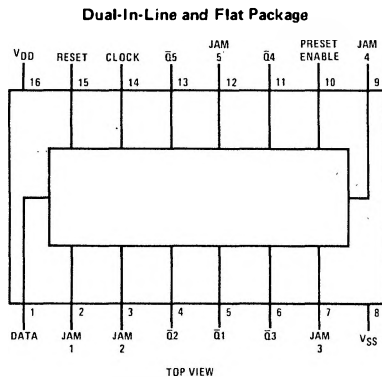 Dual-In-Line and Flat Package
VDD RESET CLOCK Q̅5 JAM 5 Q̅4 PRESET ENABLE JAM 4
16 15 14 13 12 11 10 9
1 2 3 4 5 6 7 8
DATA JAM 1 JAM 2 Q̅2 Q̅1 Q̅3 JAM 3 VSS
TOP VIEW